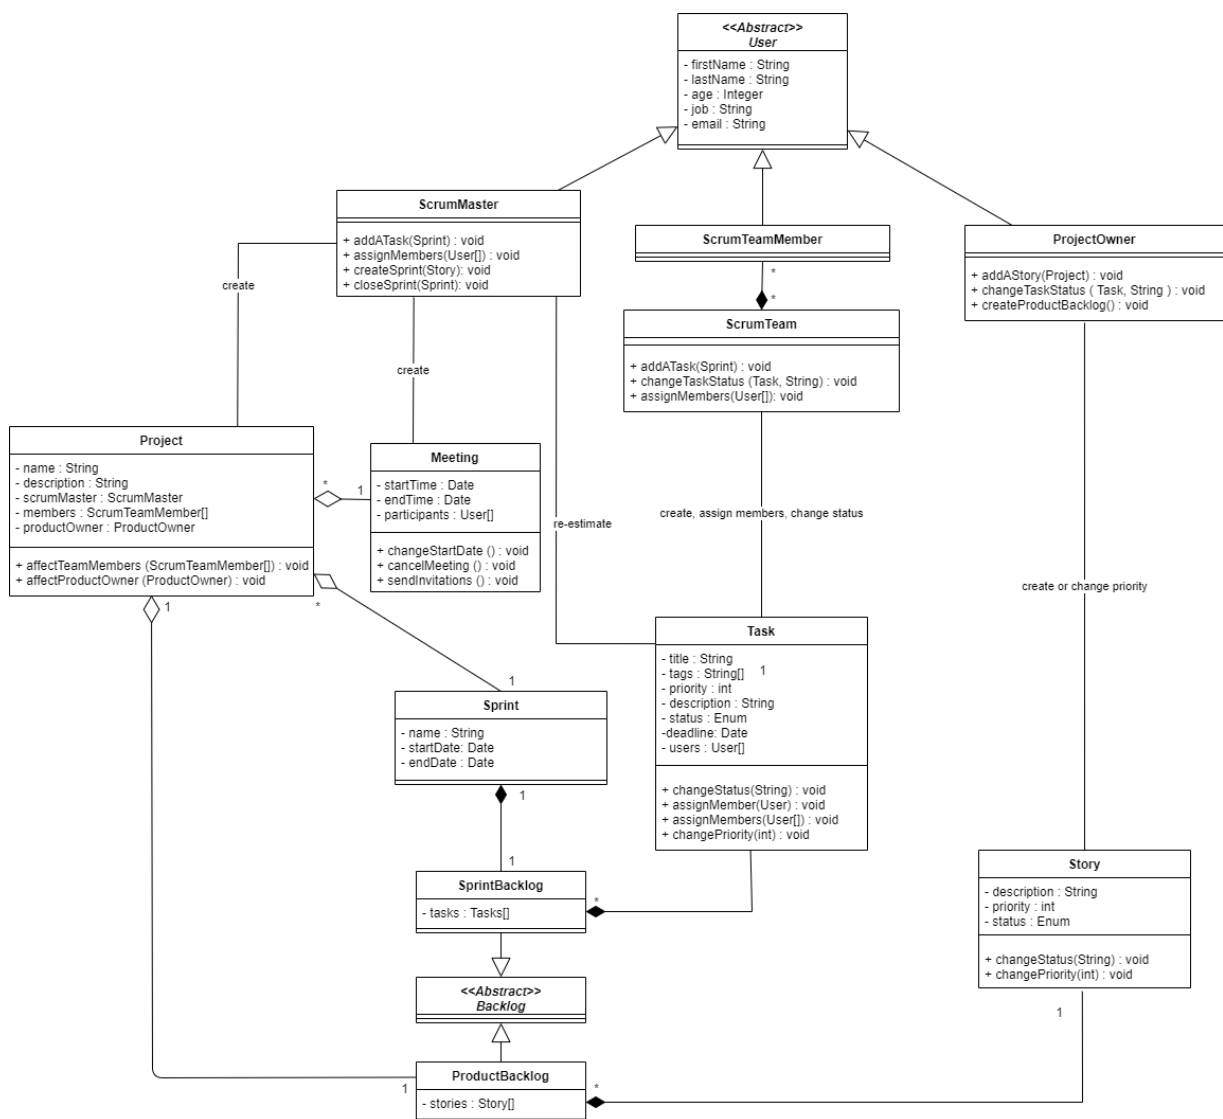 <<Abstract>>
User
- firstName : String
- lastName : String
- age : Integer
- job : String
- email : String
ScrumMaster
+ addATask(Sprint) : void
+ assignMembers(User[]) : void
+ createSprint(Story): void
+ closeSprint(Sprint): void
ScrumTeamMember
ProjectOwner
+ addAStory(Project) : void
+ changeTaskStatus ( Task, String ) : void
+ createProductBacklog() : void
*
*
create
ScrumTeam
+ addATask(Sprint) : void
+ changeTaskStatus (Task, String) : void
+ assignMembers(User[]): void
create
Project
- name : String
- description : String
- scrumMaster : ScrumMaster
- members : ScrumTeamMember[]
- productOwner : ProductOwner
+ affectTeamMembers (ScrumTeamMember[]) : void
+ affectProductOwner (ProductOwner) : void
*
1
Meeting
- startTime : Date
- endTime : Date
- participants : User[]
+ changeStartDate () : void
+ cancelMeeting () : void
+ sendInvitations () : void
re-estimate
create, assign members, change status
create or change priority
1
*
1
Task
- title : String
- tags : String[]
- priority : int
- description : String
- status : Enum
-deadline: Date
- users : User[]
1
+ changeStatus(String) : void
+ assignMember(User) : void
+ assignMembers(User[]) : void
+ changePriority(int) : void
Sprint
- name : String
- startDate: Date
- endDate : Date
1
1
SprintBacklog
- tasks : Tasks[]
*
Story
- description : String
- priority : int
- status : Enum
+ changeStatus(String) : void
+ changePriority(int) : void
<<Abstract>>
Backlog
1
1
ProductBacklog
- stories : Story[]
*